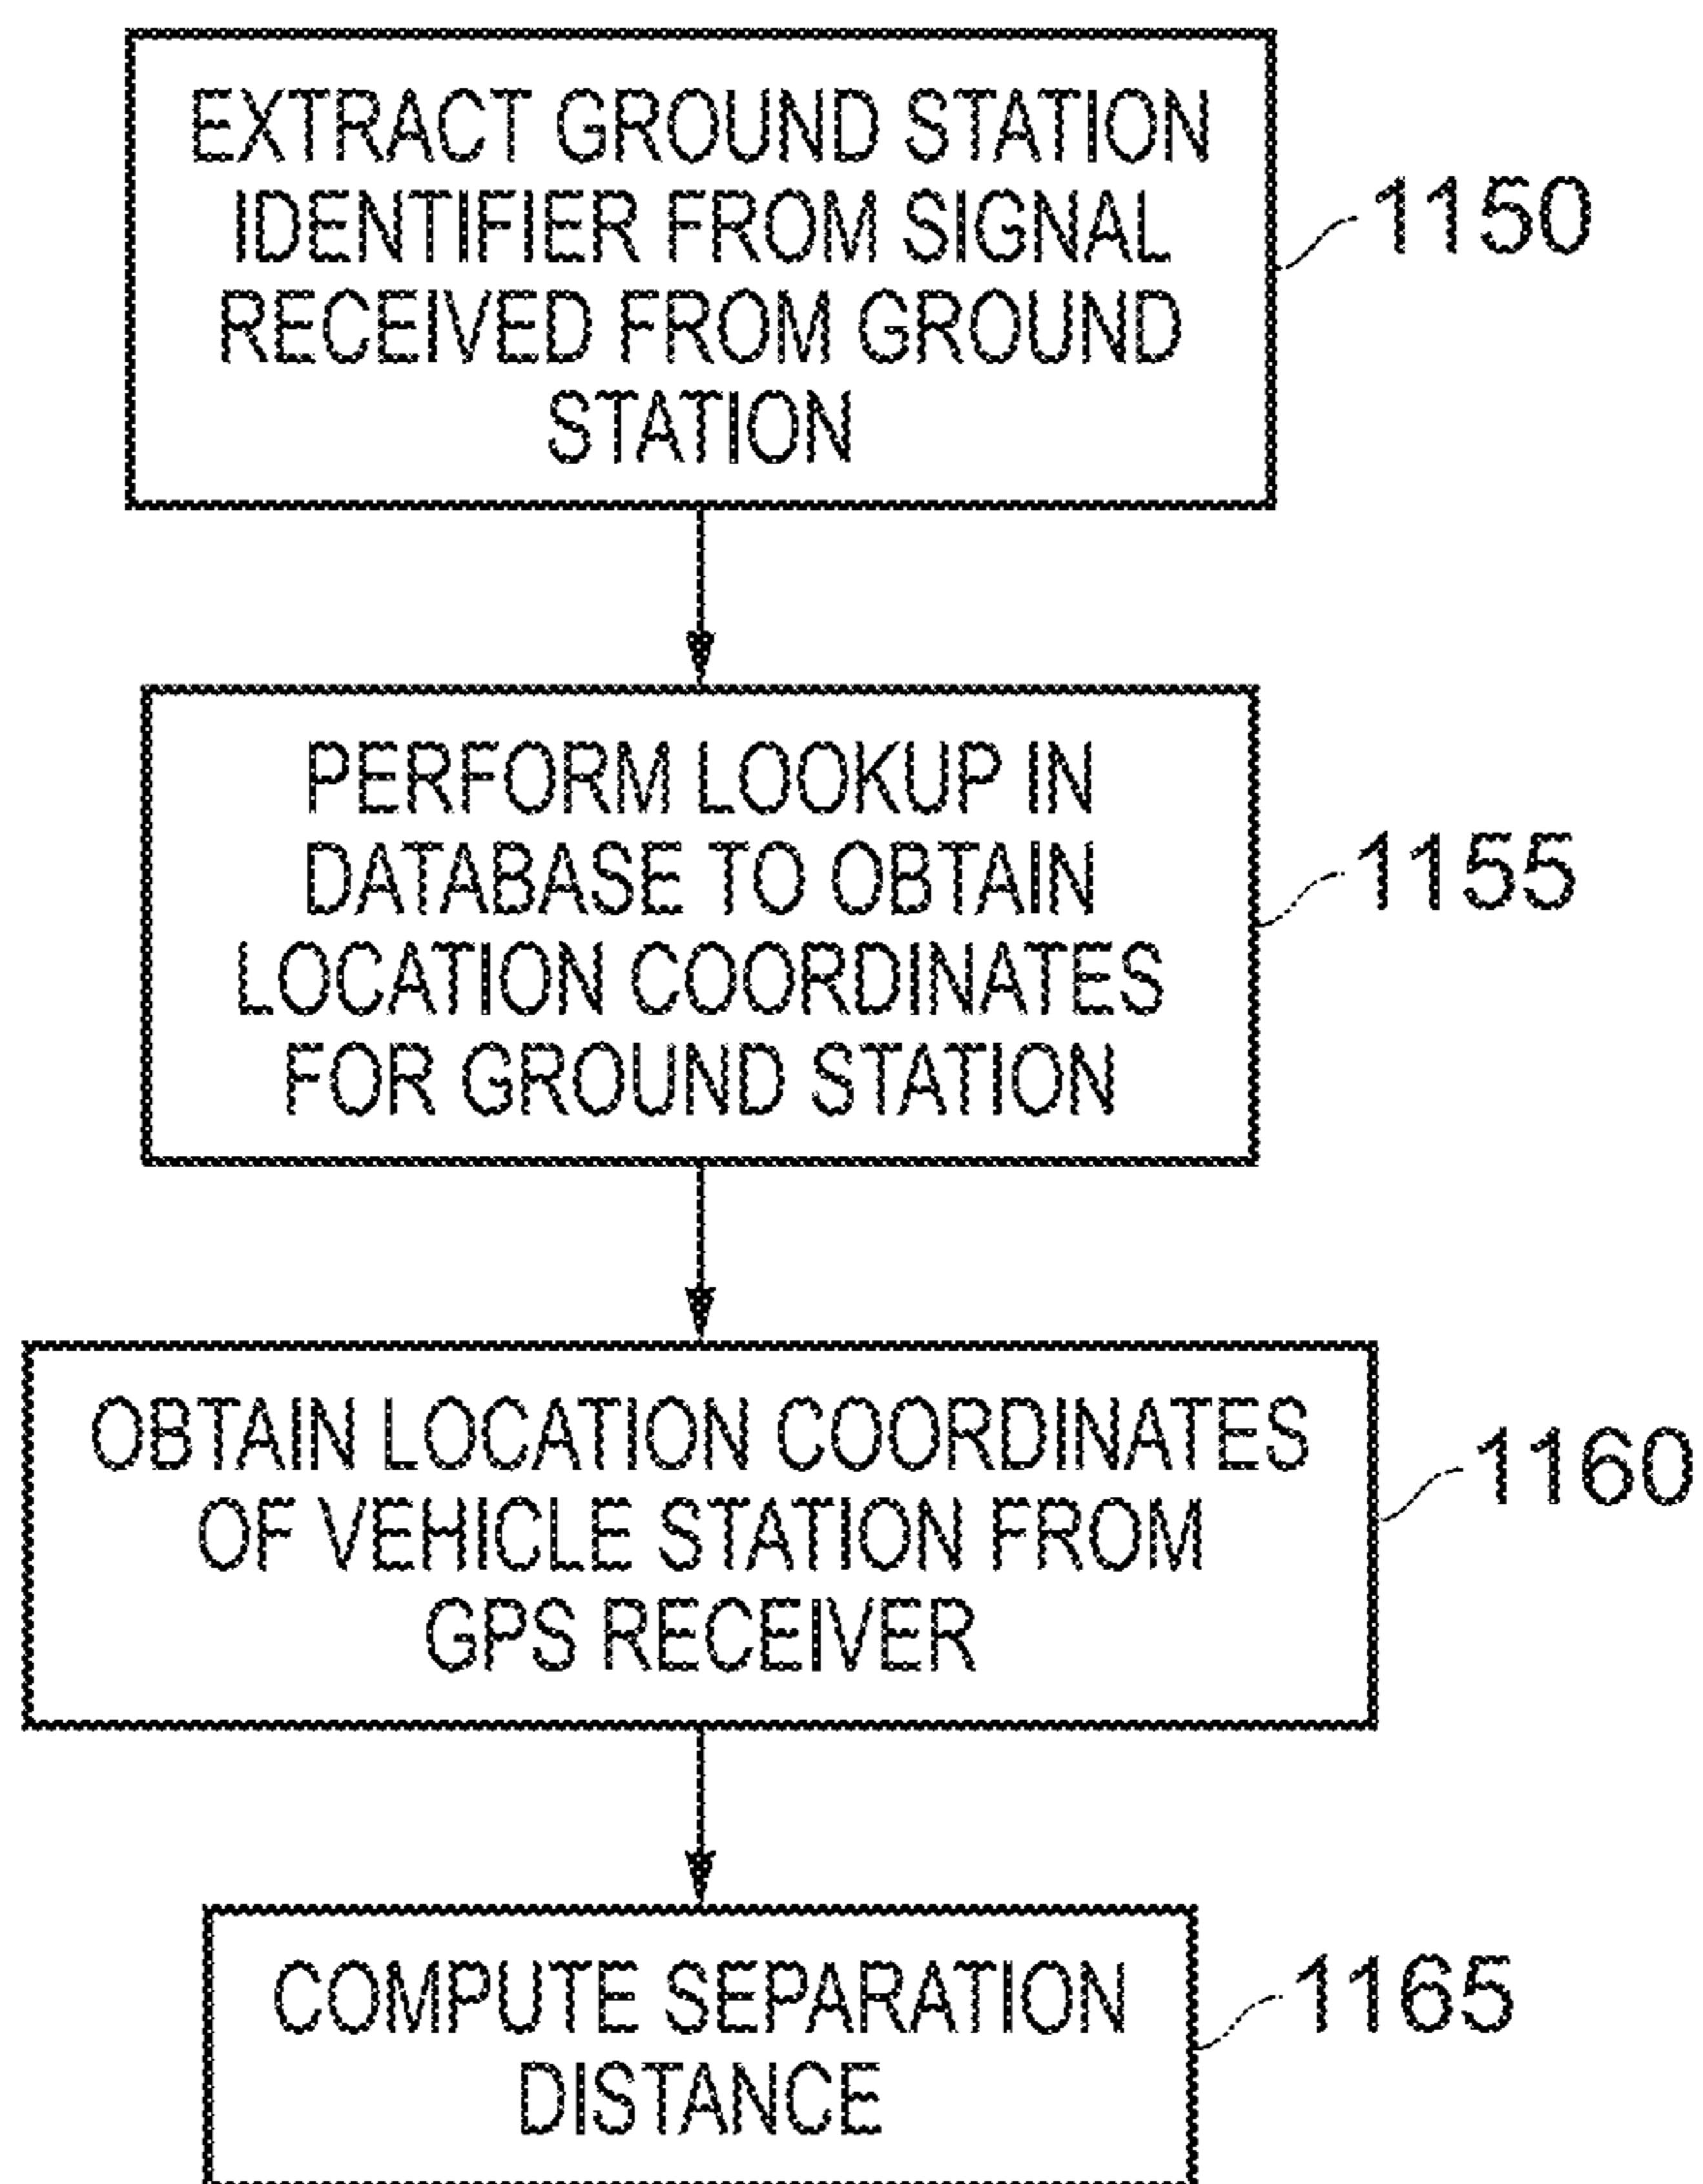 EXTRACT GROUND STATION
IDENTIFIER FROM SIGNAL
RECEIVED FROM GROUND
STATION
1150
PERFORM LOOKUP IN
DATABASE TO OBTAIN
LOCATION COORDINATES
FOR GROUND STATION
1155
OBTAIN LOCATION COORDINATES
OF VEHICLE STATION FROM
GPS RECEIVER
1160
COMPUTE SEPARATION
DISTANCE
1165